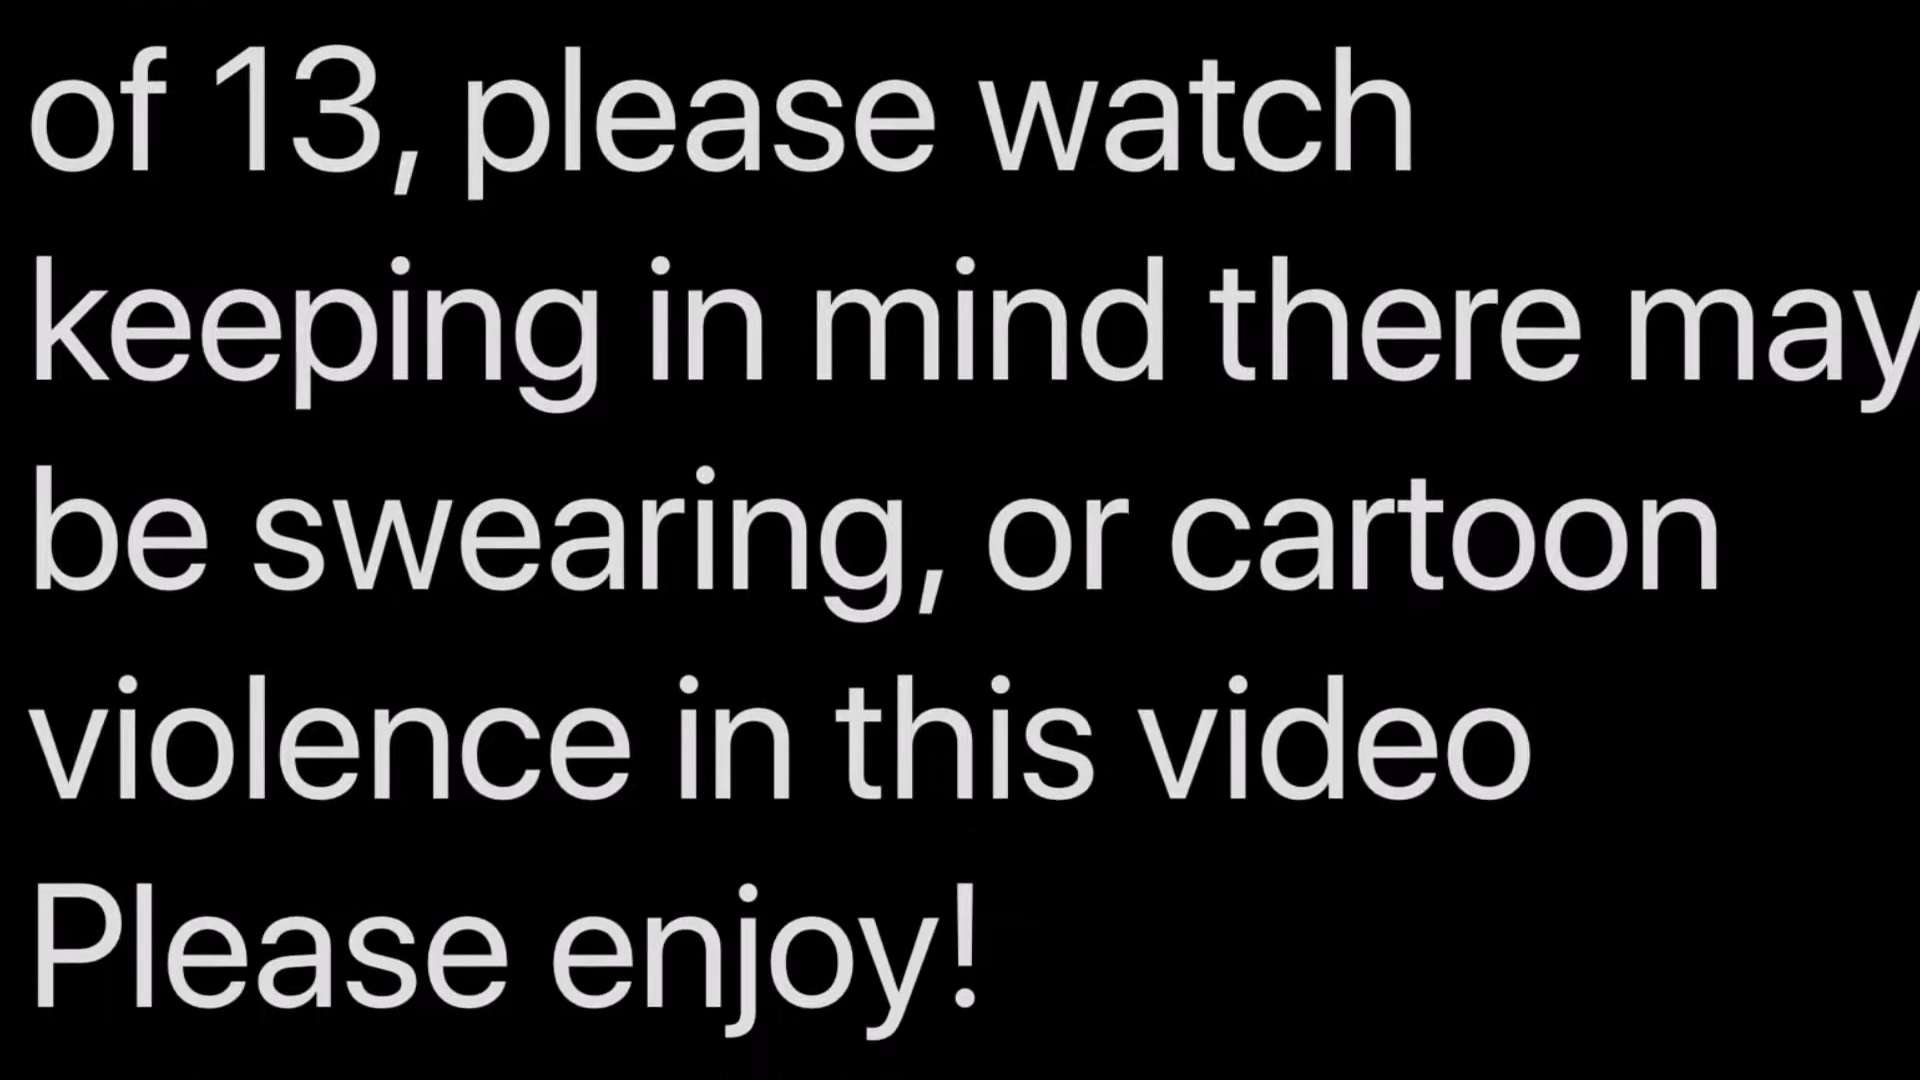 of 13, please watch
keeping in mind there may
be swearing, or cartoon
violence in this video
Please enjoy!